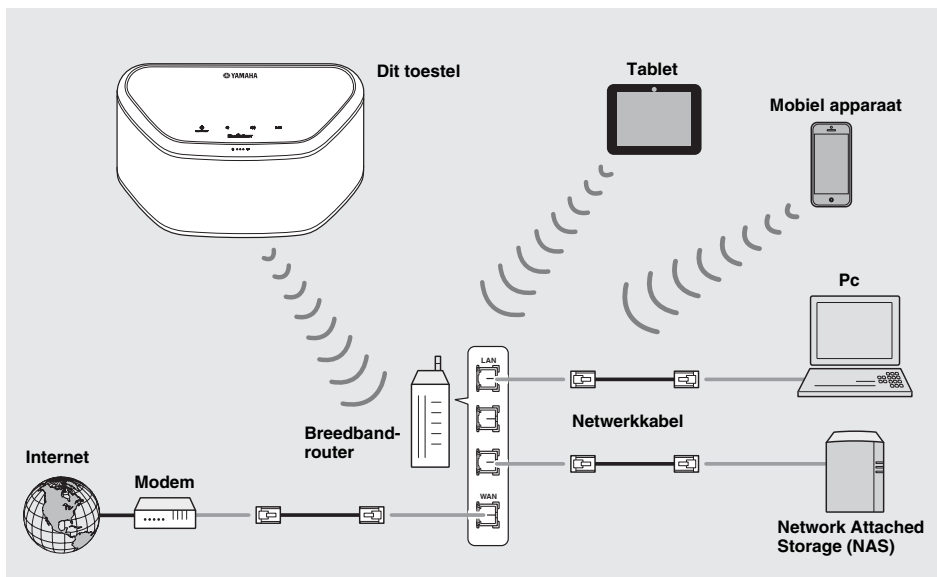 YAMAHA
Dit toestel
Tablet
Mobiel apparaat
Pc
LAN
Netwerkkabel
Breedband-
router
Internet
Modem
WAN
Network Attached
Storage (NAS)